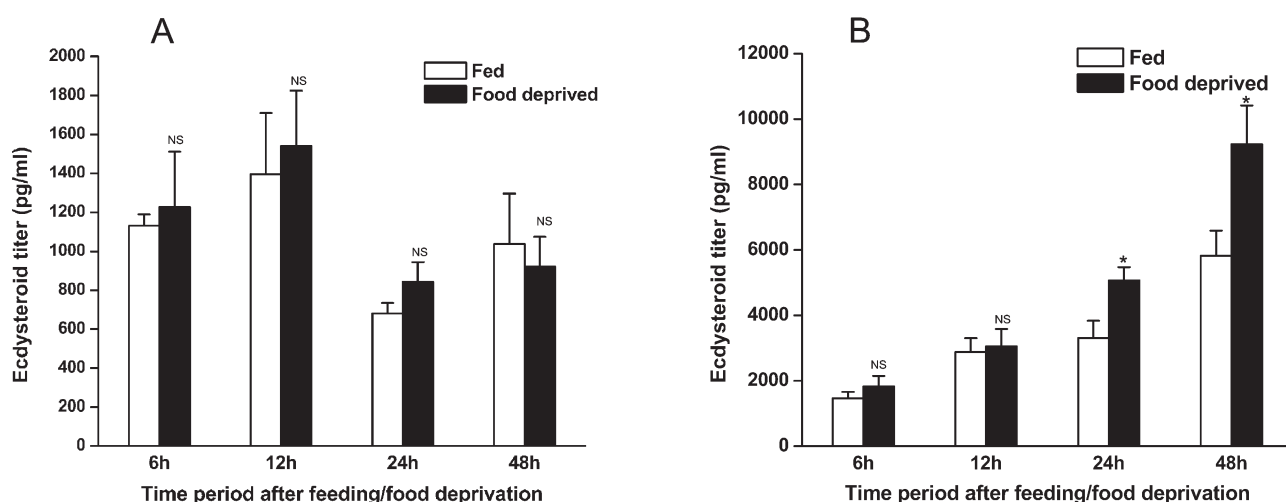 A
Ecdysteroid titer (pg/ml)
2000
1800
1600
1400
1200
1000
800
600
400
200
0
Fed
Food deprived
NS
NS
NS
NS
6h 12h 24h 48h
Time period after feeding/food deprivation
B
Ecdysteroid titer (pg/ml)
12000
10000
8000
6000
4000
2000
0
Fed
Food deprived
NS
NS
*
*
6h 12h 24h 48h
Time period after feeding/food deprivation